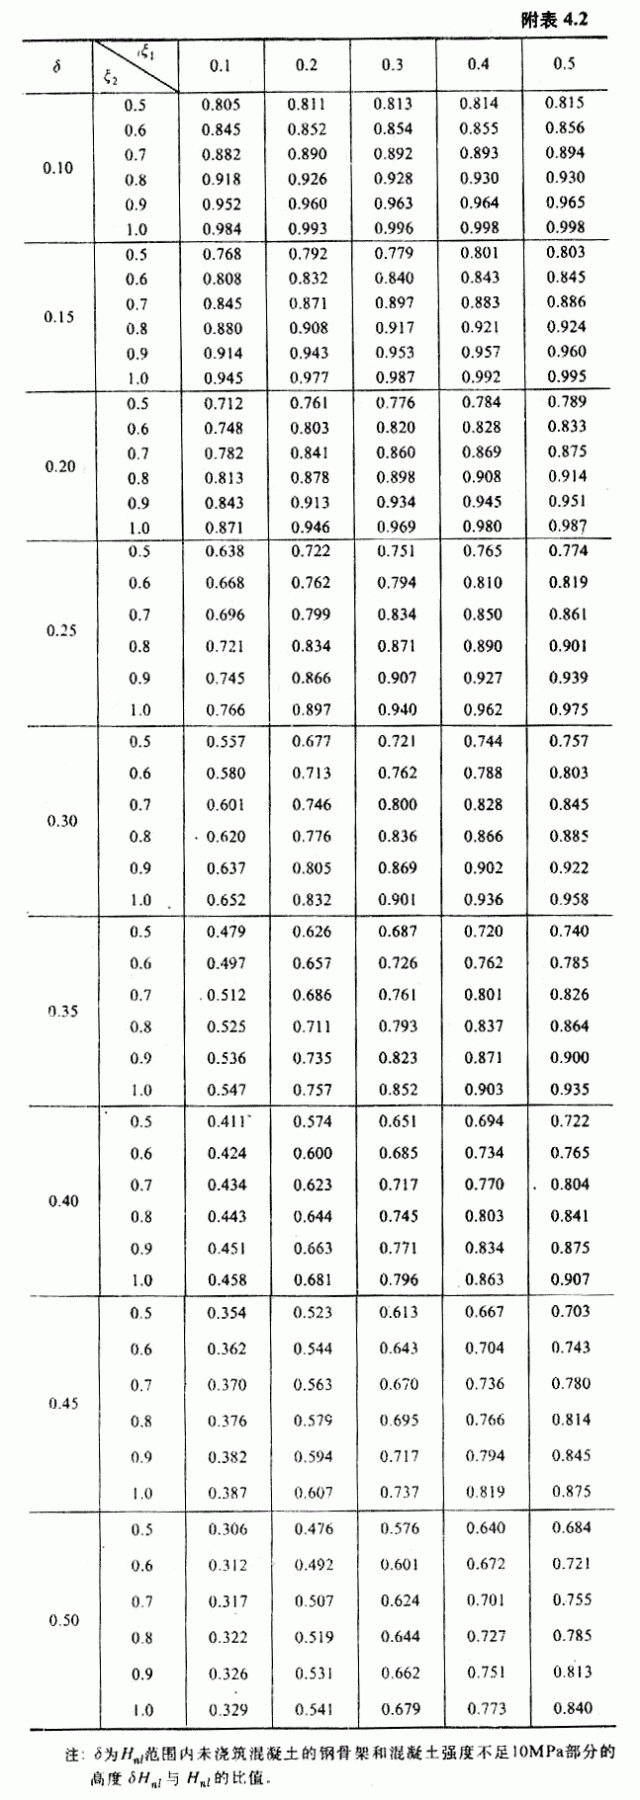 附表 4.2
δ ξ₁ ξ₂ 0.1 0.2 0.3 0.4 0.5
0.10
0.5 0.805 0.811 0.813 0.814 0.815
0.6 0.845 0.852 0.854 0.855 0.856
0.7 0.882 0.890 0.892 0.893 0.894
0.8 0.918 0.926 0.928 0.930 0.930
0.9 0.952 0.960 0.963 0.964 0.965
1.0 0.984 0.993 0.996 0.998 0.998
0.15
0.5 0.768 0.792 0.779 0.801 0.803
0.6 0.808 0.832 0.840 0.843 0.845
0.7 0.845 0.871 0.897 0.883 0.886
0.8 0.880 0.908 0.917 0.921 0.924
0.9 0.914 0.943 0.953 0.957 0.960
1.0 0.945 0.977 0.987 0.992 0.995
0.20
0.5 0.712 0.761 0.776 0.784 0.789
0.6 0.748 0.803 0.820 0.828 0.833
0.7 0.782 0.841 0.860 0.869 0.875
0.8 0.813 0.878 0.898 0.908 0.914
0.9 0.843 0.913 0.934 0.945 0.951
1.0 0.871 0.946 0.969 0.980 0.987
0.25
0.5 0.638 0.722 0.751 0.765 0.774
0.6 0.668 0.762 0.794 0.810 0.819
0.7 0.696 0.799 0.834 0.850 0.861
0.8 0.721 0.834 0.871 0.890 0.901
0.9 0.745 0.866 0.907 0.927 0.939
1.0 0.766 0.897 0.940 0.962 0.975
0.30
0.5 0.557 0.677 0.721 0.744 0.757
0.6 0.580 0.713 0.762 0.788 0.803
0.7 0.601 0.746 0.800 0.828 0.845
0.8 0.620 0.776 0.836 0.866 0.885
0.9 0.637 0.805 0.869 0.902 0.922
1.0 0.652 0.832 0.901 0.936 0.958
0.35
0.5 0.479 0.626 0.687 0.720 0.740
0.6 0.497 0.657 0.726 0.762 0.785
0.7 0.512 0.686 0.761 0.801 0.826
0.8 0.525 0.711 0.793 0.837 0.864
0.9 0.536 0.735 0.823 0.871 0.900
1.0 0.547 0.757 0.852 0.903 0.935
0.40
0.5 0.411 0.574 0.651 0.694 0.722
0.6 0.424 0.600 0.685 0.734 0.765
0.7 0.434 0.623 0.717 0.770 0.804
0.8 0.443 0.644 0.745 0.803 0.841
0.9 0.451 0.663 0.771 0.834 0.875
1.0 0.458 0.681 0.796 0.863 0.907
0.45
0.5 0.354 0.523 0.613 0.667 0.703
0.6 0.362 0.544 0.643 0.704 0.743
0.7 0.370 0.563 0.670 0.736 0.780
0.8 0.376 0.579 0.695 0.766 0.814
0.9 0.382 0.594 0.717 0.794 0.845
1.0 0.387 0.607 0.737 0.819 0.875
0.50
0.5 0.306 0.476 0.576 0.640 0.684
0.6 0.312 0.492 0.601 0.672 0.721
0.7 0.317 0.507 0.624 0.701 0.755
0.8 0.322 0.519 0.644 0.727 0.785
0.9 0.326 0.531 0.662 0.751 0.813
1.0 0.329 0.541 0.679 0.773 0.840
注: δ为Hₙₗ范围内未浇筑混凝土的钢骨架和混凝土强度不足10MPa部分的
高度 δHₙₗ 与 Hₙₗ 的比值。